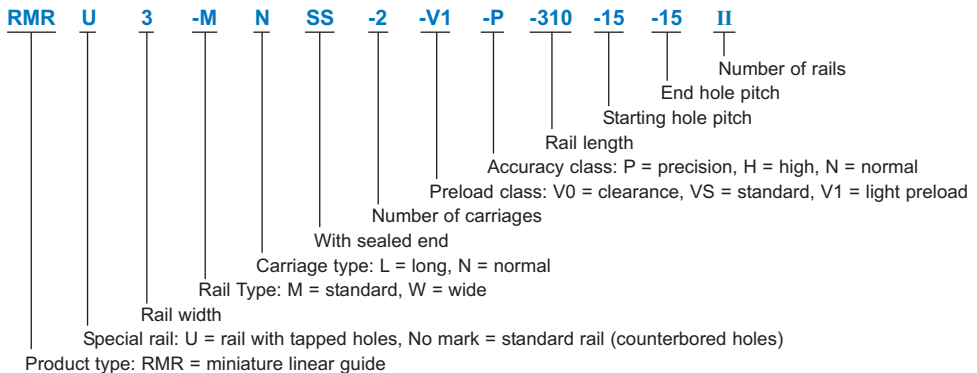 RMR U 3 -M N SS -2 -V1 -P -310 -15 -15 II
Number of rails
End hole pitch
Starting hole pitch
Rail length
Accuracy class: P = precision, H = high, N = normal
Preload class: V0 = clearance, VS = standard, V1 = light preload
Number of carriages
With sealed end
Carriage type: L = long, N = normal
Rail Type: M = standard, W = wide
Rail width
Special rail: U = rail with tapped holes, No mark = standard rail (counterbored holes)
Product type: RMR = miniature linear guide